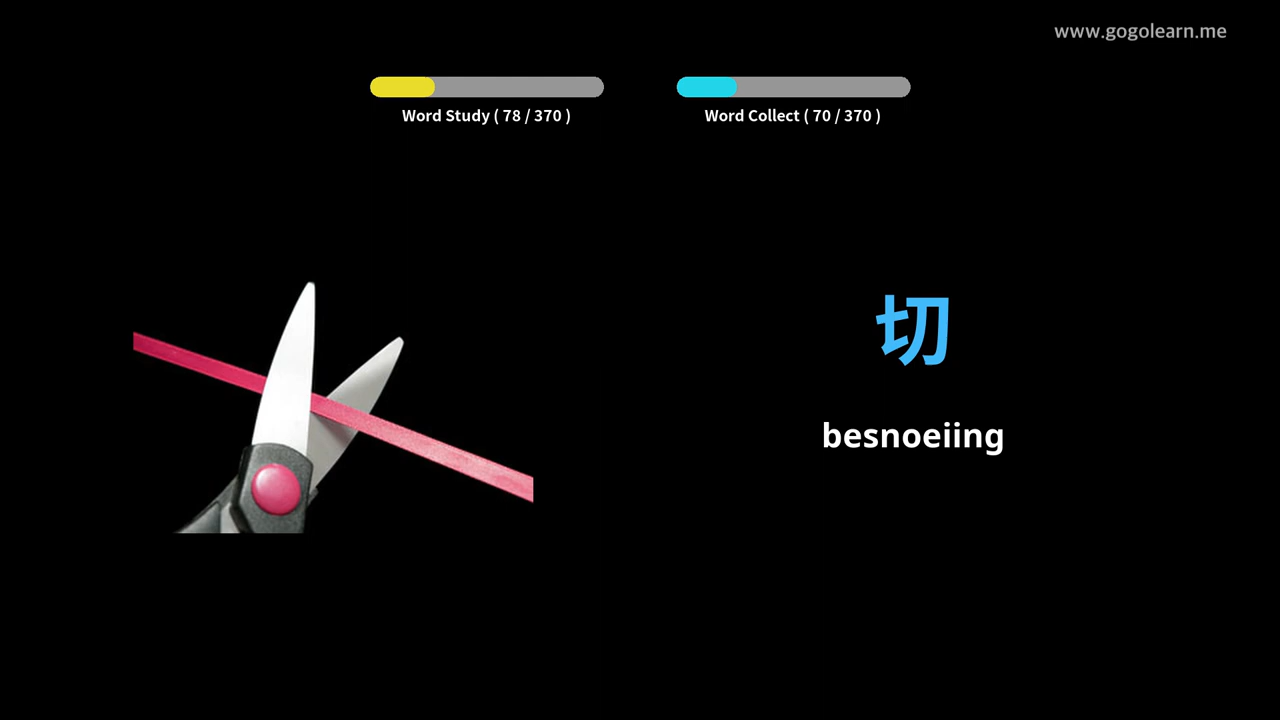 www.gogolearn.me
Word Study ( 78 / 370 )
Word Collect ( 70 / 370 )
切
besnoeiing